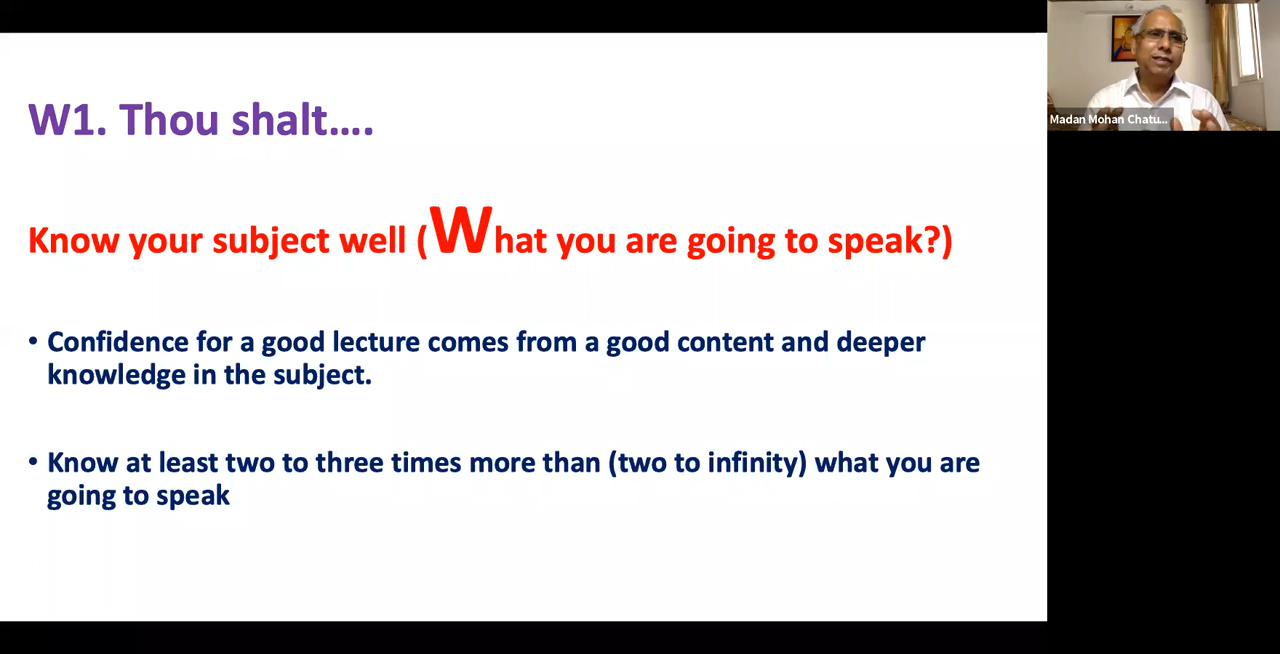 W1. Thou shalt....
Know your subject well (What you are going to speak?)
• Confidence for a good lecture comes from a good content and deeper
knowledge in the subject.
• Know at least two to three times more than (two to infinity) what you are
going to speak
Madan Mohan Chatu...